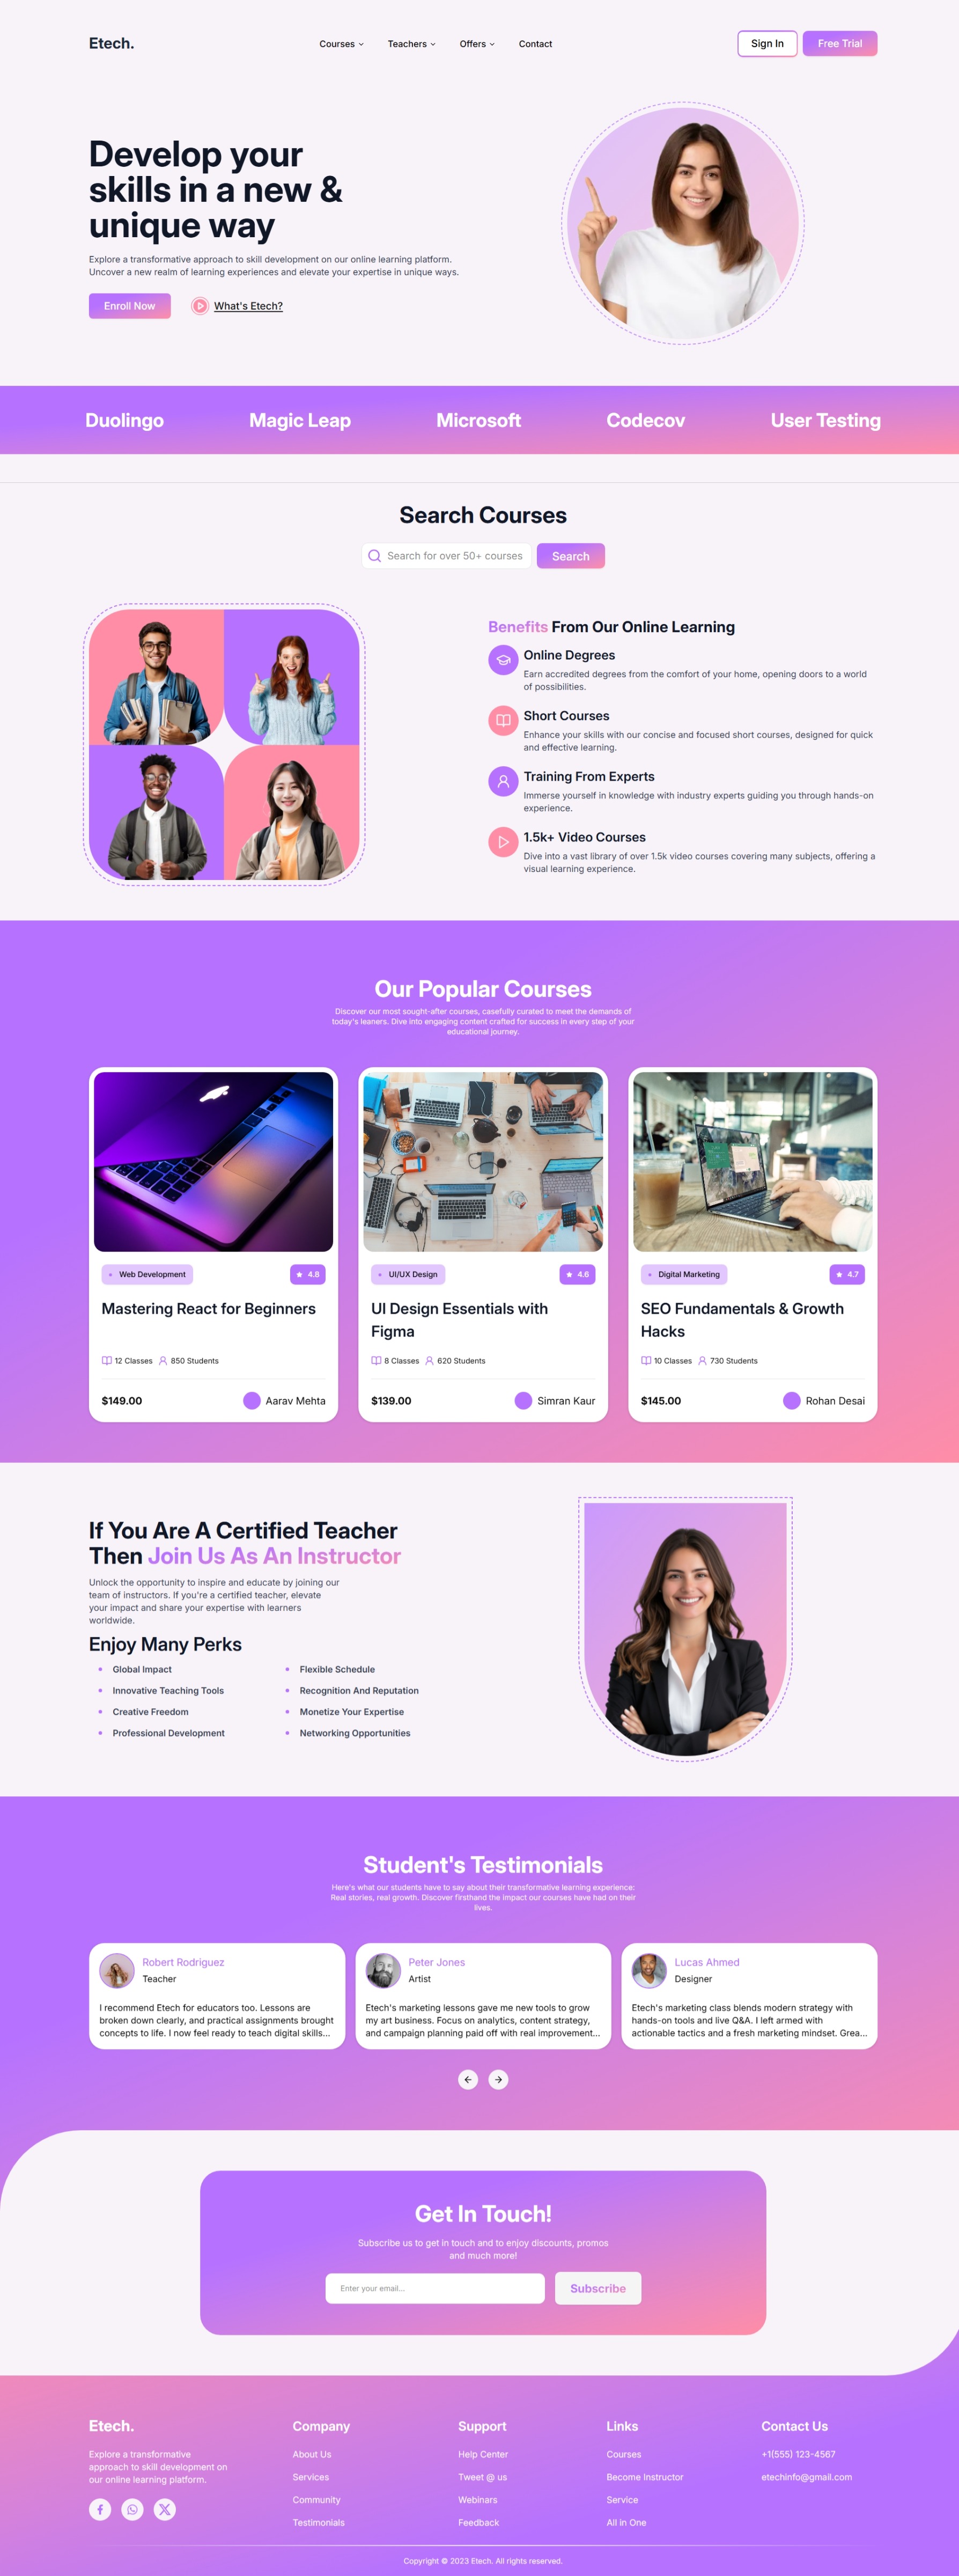 Etech.
Courses
Teachers
Offers
Contact
Sign In
Free Trial
Develop your
skills in a new &
unique way
Explore a transformative approach to skill development on our online learning platform.
Uncover a new realm of learning experiences and elevate your expertise in unique ways.
Enroll Now
What's Etech?
Duolingo
Magic Leap
Microsoft
Codecov
User Testing
Search Courses
Search for over 50+ courses
Search
Benefits From Our Online Learning
Online Degrees
Earn accredited degrees from the comfort of your home, opening doors to a world
of possibilities.
Short Courses
Enhance your skills with our concise and focused short courses, designed for quick
and effective learning.
Training From Experts
Immerse yourself in knowledge with industry experts guiding you through hands-on
experience.
1.5k+ Video Courses
Dive into a vast library of over 1.5k video courses covering many subjects, offering a
visual learning experience.
Our Popular Courses
Discover our most sought-after courses, casefully curated to meet the demands of
today's leaners. Dive into engaging content crafted for success in every step of your
educational journey.
Web Development
4.8
Mastering React for Beginners
12 Classes
850 Students
$149.00
Aarav Mehta
UI/UX Design
4.6
UI Design Essentials with
Figma
8 Classes
620 Students
$139.00
Simran Kaur
Digital Marketing
4.7
SEO Fundamentals & Growth
Hacks
10 Classes
730 Students
$145.00
Rohan Desai
If You Are A Certified Teacher
Then Join Us As An Instructor
Unlock the opportunity to inspire and educate by joining our
team of instructors. If you're a certified teacher, elevate
your impact and share your expertise with learners
worldwide.
Enjoy Many Perks
Global Impact
Flexible Schedule
Innovative Teaching Tools
Recognition And Reputation
Creative Freedom
Monetize Your Expertise
Professional Development
Networking Opportunities
Student's Testimonials
Here's what our students have to say about their transformative learning experience:
Real stories, real growth. Discover firsthand the impact our courses have had on their
lives.
Robert Rodriguez
Teacher
I recommend Etech for educators too. Lessons are
broken down clearly, and practical assignments brought
concepts to life. I now feel ready to teach digital skills...
Peter Jones
Artist
Etech's marketing lessons gave me new tools to grow
my art business. Focus on analytics, content strategy,
and campaign planning paid off with real improvement...
Lucas Ahmed
Designer
Etech's marketing class blends modern strategy with
hands-on tools and live Q&A. I left armed with
actionable tactics and a fresh marketing mindset. Grea...
Get In Touch!
Subscribe us to get in touch and to enjoy discounts, promos
and much more!
Enter your email...
Subscribe
Etech.
Explore a transformative
approach to skill development on
our online learning platform.
Company
About Us
Services
Community
Testimonials
Support
Help Center
Tweet @ us
Webinars
Feedback
Links
Courses
Become Instructor
Service
All in One
Contact Us
+1(555) 123-4567
etechinfo@gmail.com
Copyright © 2023 Etech. All rights reserved.